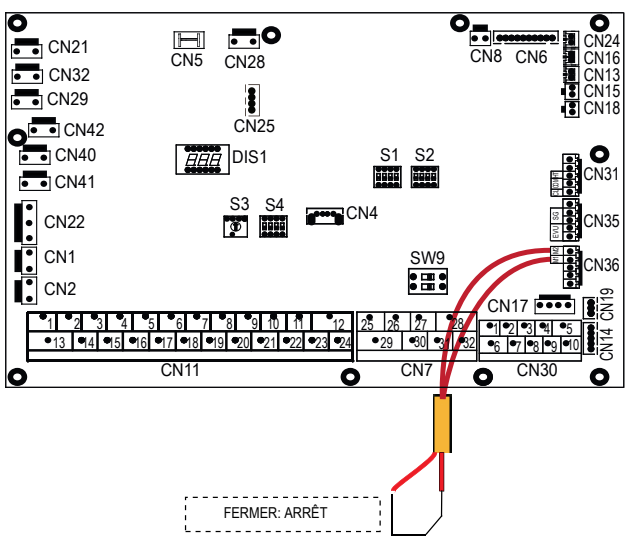 CN21
CN32
CN29
CN42
CN40
CN41
CN22
CN1
CN2
CN5
CN28
CN25
DIS1
S3
S4
CN4
S1
S2
SW9
CN8
CN6
CN24
CN16
CN13
CN15
CN18
CN31
CN35
CN36
CN17
CN19
CN14
EVU SG
M1 M2
1 2 3 4 5 6 7 8 9 10 11 12
13 14 15 16 17 18 19 20 21 22 23 24
CN11
25 26 27 28
29 30 31 32
CN7
1 2 3 4 5
6 7 8 9 10
CN30
FERMER: ARRÊT